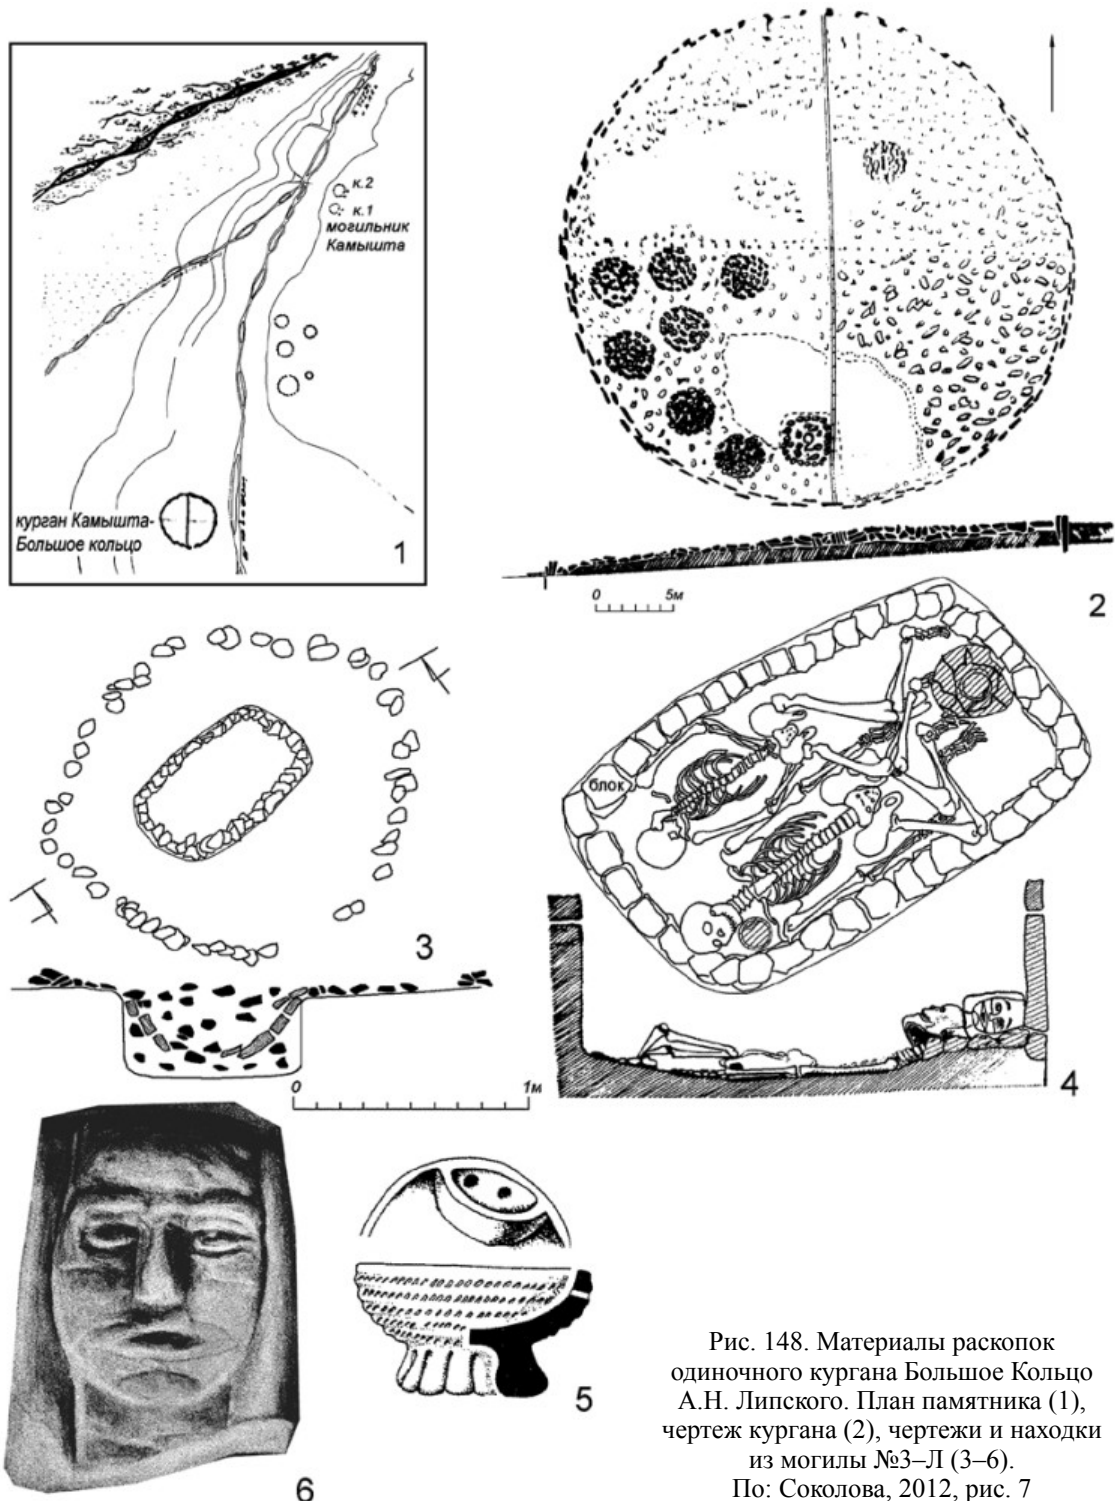 к.2
к.1
могильник
Камышта
курган Камышта-
Большое кольцо
1
2
0 5м
2
3
блок
4
0 1м
5
6
Рис. 148. Материалы раскопок
одиночного кургана Большое Кольцо
А.Н. Липского. План памятника (1),
чертеж кургана (2), чертежи и находки
из могилы №3–Л (3–6).
По: Соколова, 2012, рис. 7